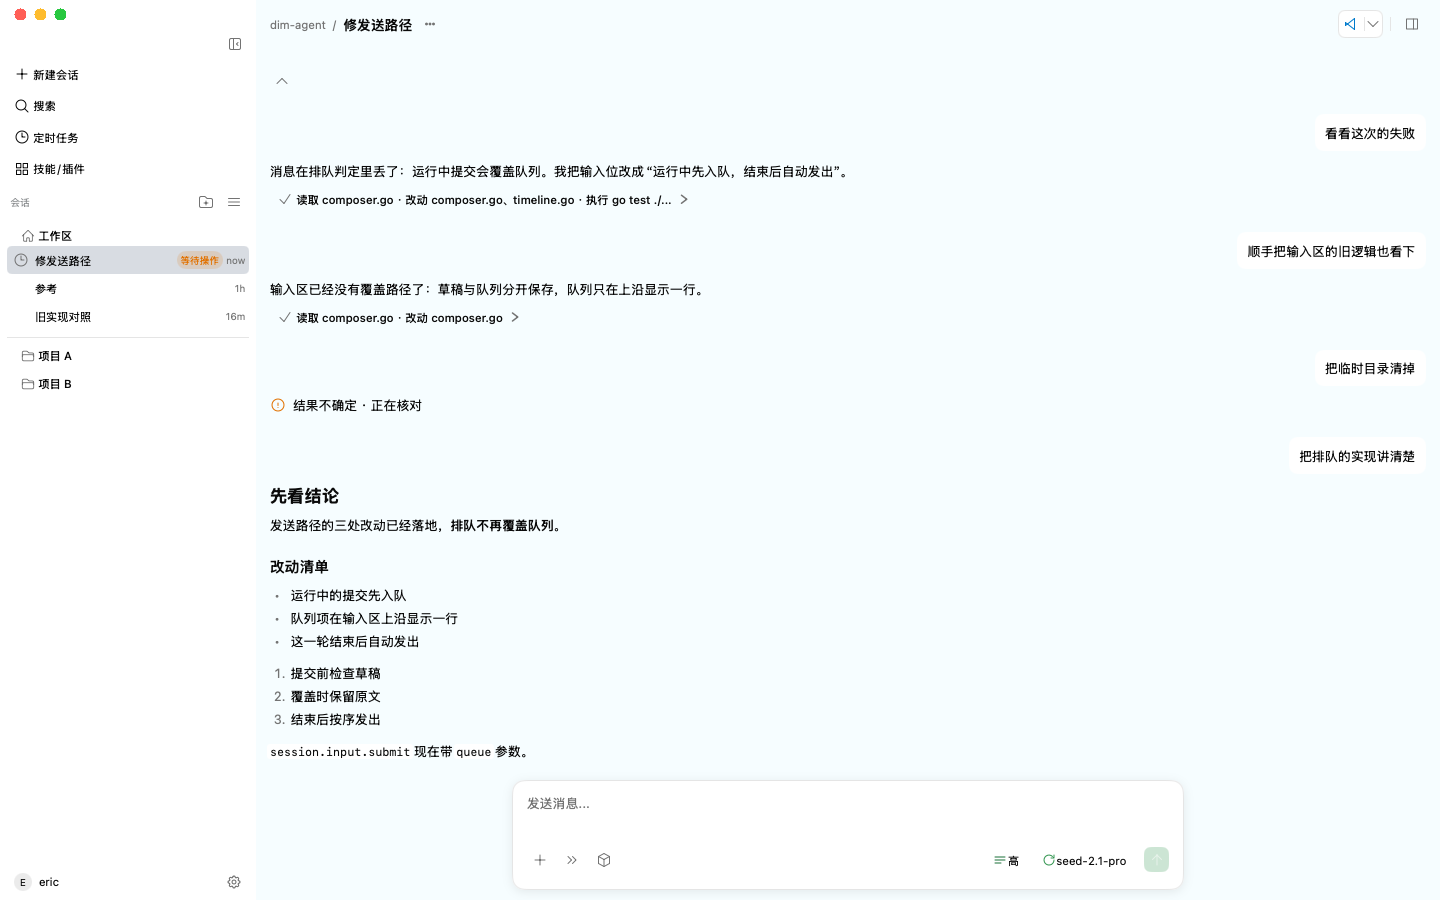 新建会话
搜索
定时任务
技能/插件
会话
工作区
修发送路径 等待操作 now
参考 1h
旧实现对照 16m
项目 A
项目 B
E eric
dim-agent / 修发送路径 ···
看看这次的失败
消息在排队判定里丢了：运行中提交会覆盖队列。我把输入位改成“运行中先入队，结束后自动发出”。
读取 composer.go · 改动 composer.go、timeline.go · 执行 go test ./...
顺手把输入区的旧逻辑也看下
输入区已经没有覆盖路径了：草稿与队列分开保存，队列只在上沿显示一行。
读取 composer.go · 改动 composer.go
把临时目录清掉
结果不确定 · 正在核对
把排队的实现讲清楚
先看结论
发送路径的三处改动已经落地，排队不再覆盖队列。
改动清单
• 运行中的提交先入队
• 队列项在输入区上沿显示一行
• 这一轮结束后自动发出
1. 提交前检查草稿
2. 覆盖时保留原文
3. 结束后按序发出
session.input.submit 现在带 queue 参数。
发送消息...
高 seed-2.1-pro